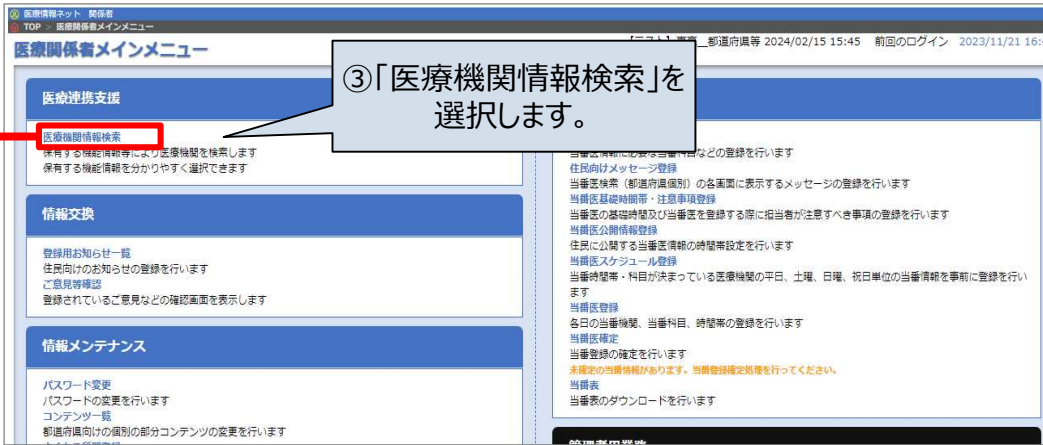 医療情報ネット 関係者
TOP > 医療関係者メインメニュー
医療関係者メインメニュー
都道府県等 2024/02/15 15:45 前回のログイン 2023/11/21 16:
③「医療機関情報検索」を
選択します。
医療連携支援
医療機関情報検索
保有する機能情報等により医療機関を検索します
保有する機能情報を分かりやすく選択できます
情報交換
登録用お知らせ一覧
住民向けのお知らせの登録を行います
ご意見等確認
登録されているご意見などの確認画面を表示します
情報メンテナンス
パスワード変更
パスワードの変更を行います
コンテンツ一覧
都道府県向けの個別の部分コンテンツの変更を行います
当番医情報に必要な当番科目などの登録を行います
住民向けメッセージ登録
当番医検索（都道府県個別）の各画面に表示するメッセージの登録を行います
当番医基礎時間帯・注意事項登録
当番医の基礎時間及び当番医を登録する際に担当者が注意すべき事項の登録を行います
当番医公開情報登録
住民に公開する当番医情報の時間帯設定を行います
当番医スケジュール登録
当番時間帯・科目が決まっている医療機関の平日、土曜、日曜、祝日単位の当番情報を事前に登録を行い
ます
当番医登録
各日の当番機関、当番科目、時間帯の登録を行います
当番医確定
当番登録の確定を行います
未確定の当番情報があります。当番登録確定処理を行ってください。
当番表
当番表のダウンロードを行います
管理者用業務